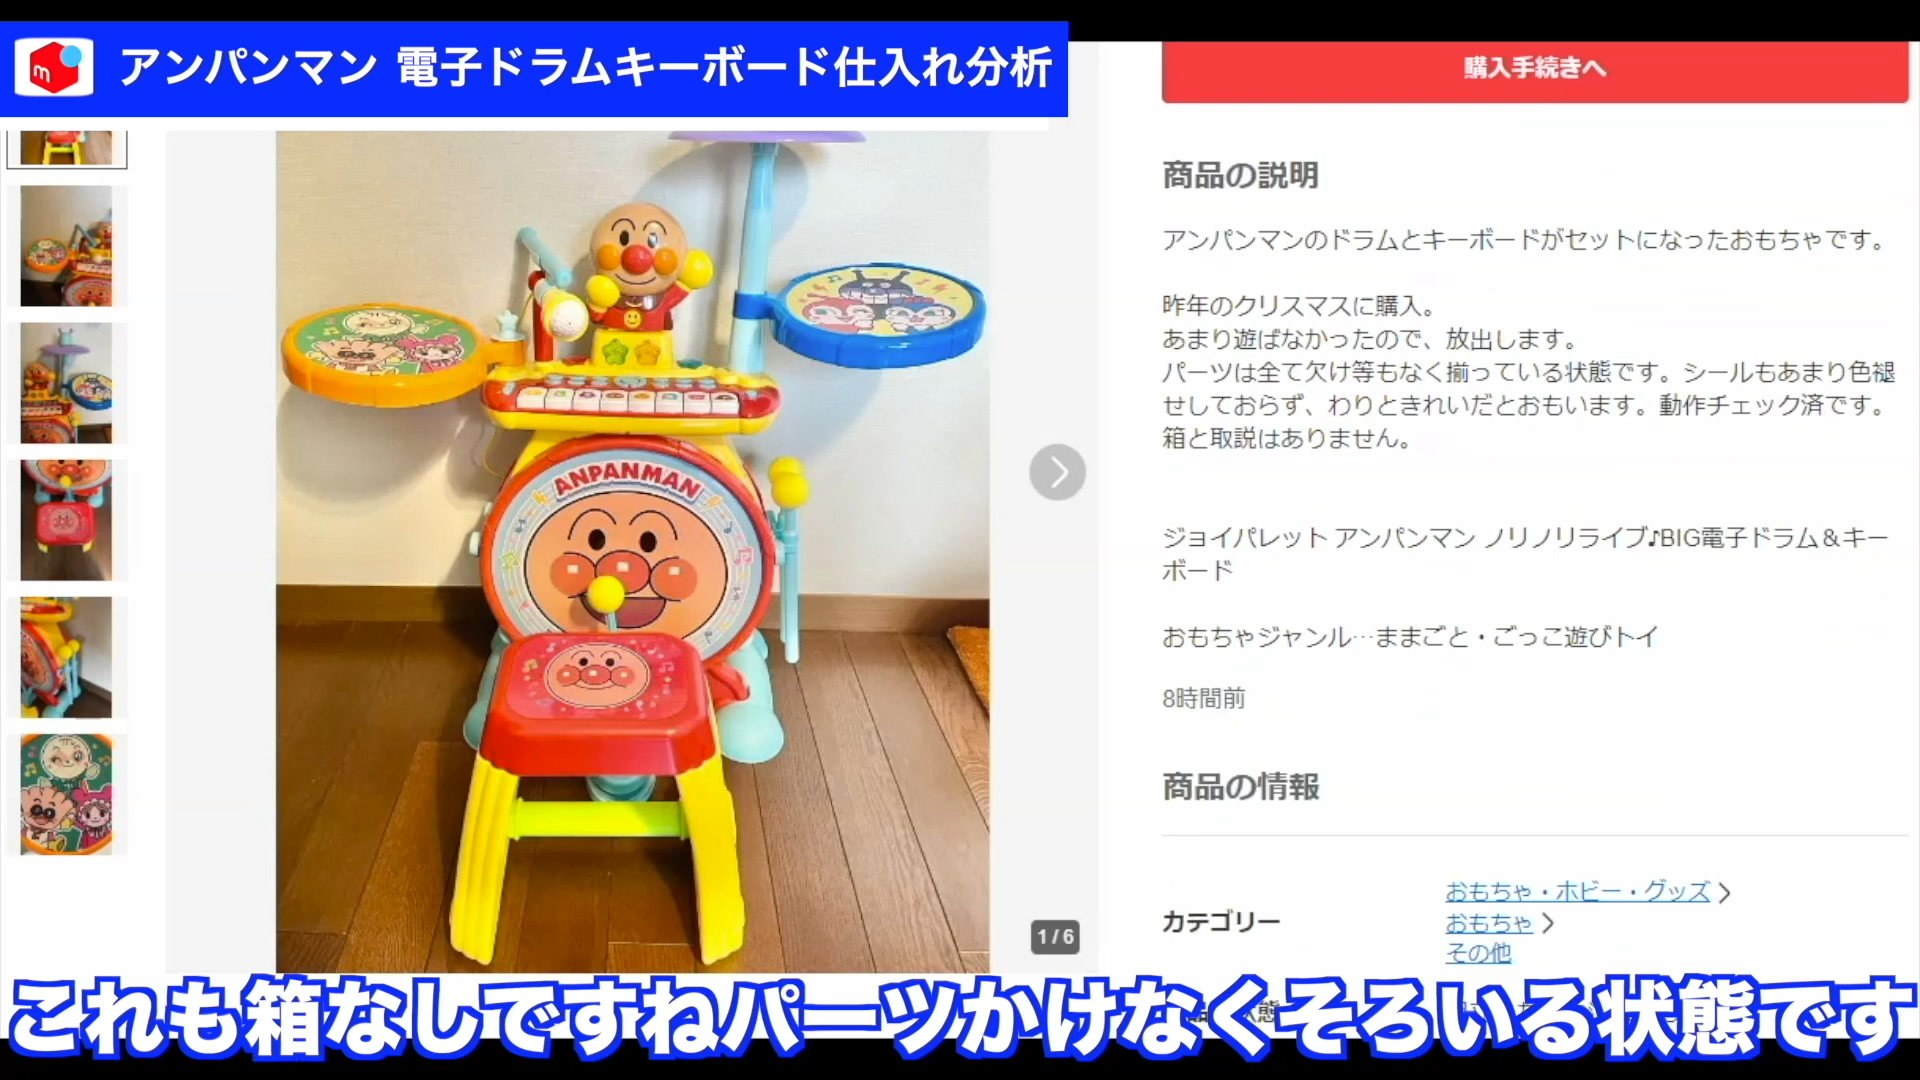 アンパンマン 電子ドラムキーボード仕入れ分析
購入手続きへ
商品の説明
アンパンマンのドラムとキーボードがセットになったおもちゃです。
昨年のクリスマスに購入。
あまり遊ばなかったので、放出します。
パーツは全て欠け等もなく揃っている状態です。シールもあまり色褪
せしておらず、わりときれいだとおもいます。動作チェック済です。
箱と取説はありません。
ジョイパレット アンパンマン ノリノリライブ♪BIG電子ドラム＆キー
ボード
おもちゃジャンル…ままごと・ごっこ遊びトイ
8時間前
商品の情報
カテゴリー
おもちゃ・ホビー・グッズ
おもちゃ
その他
ANPANMAN
1/6
これも箱なしですねパーツかけなくそろいる状態です